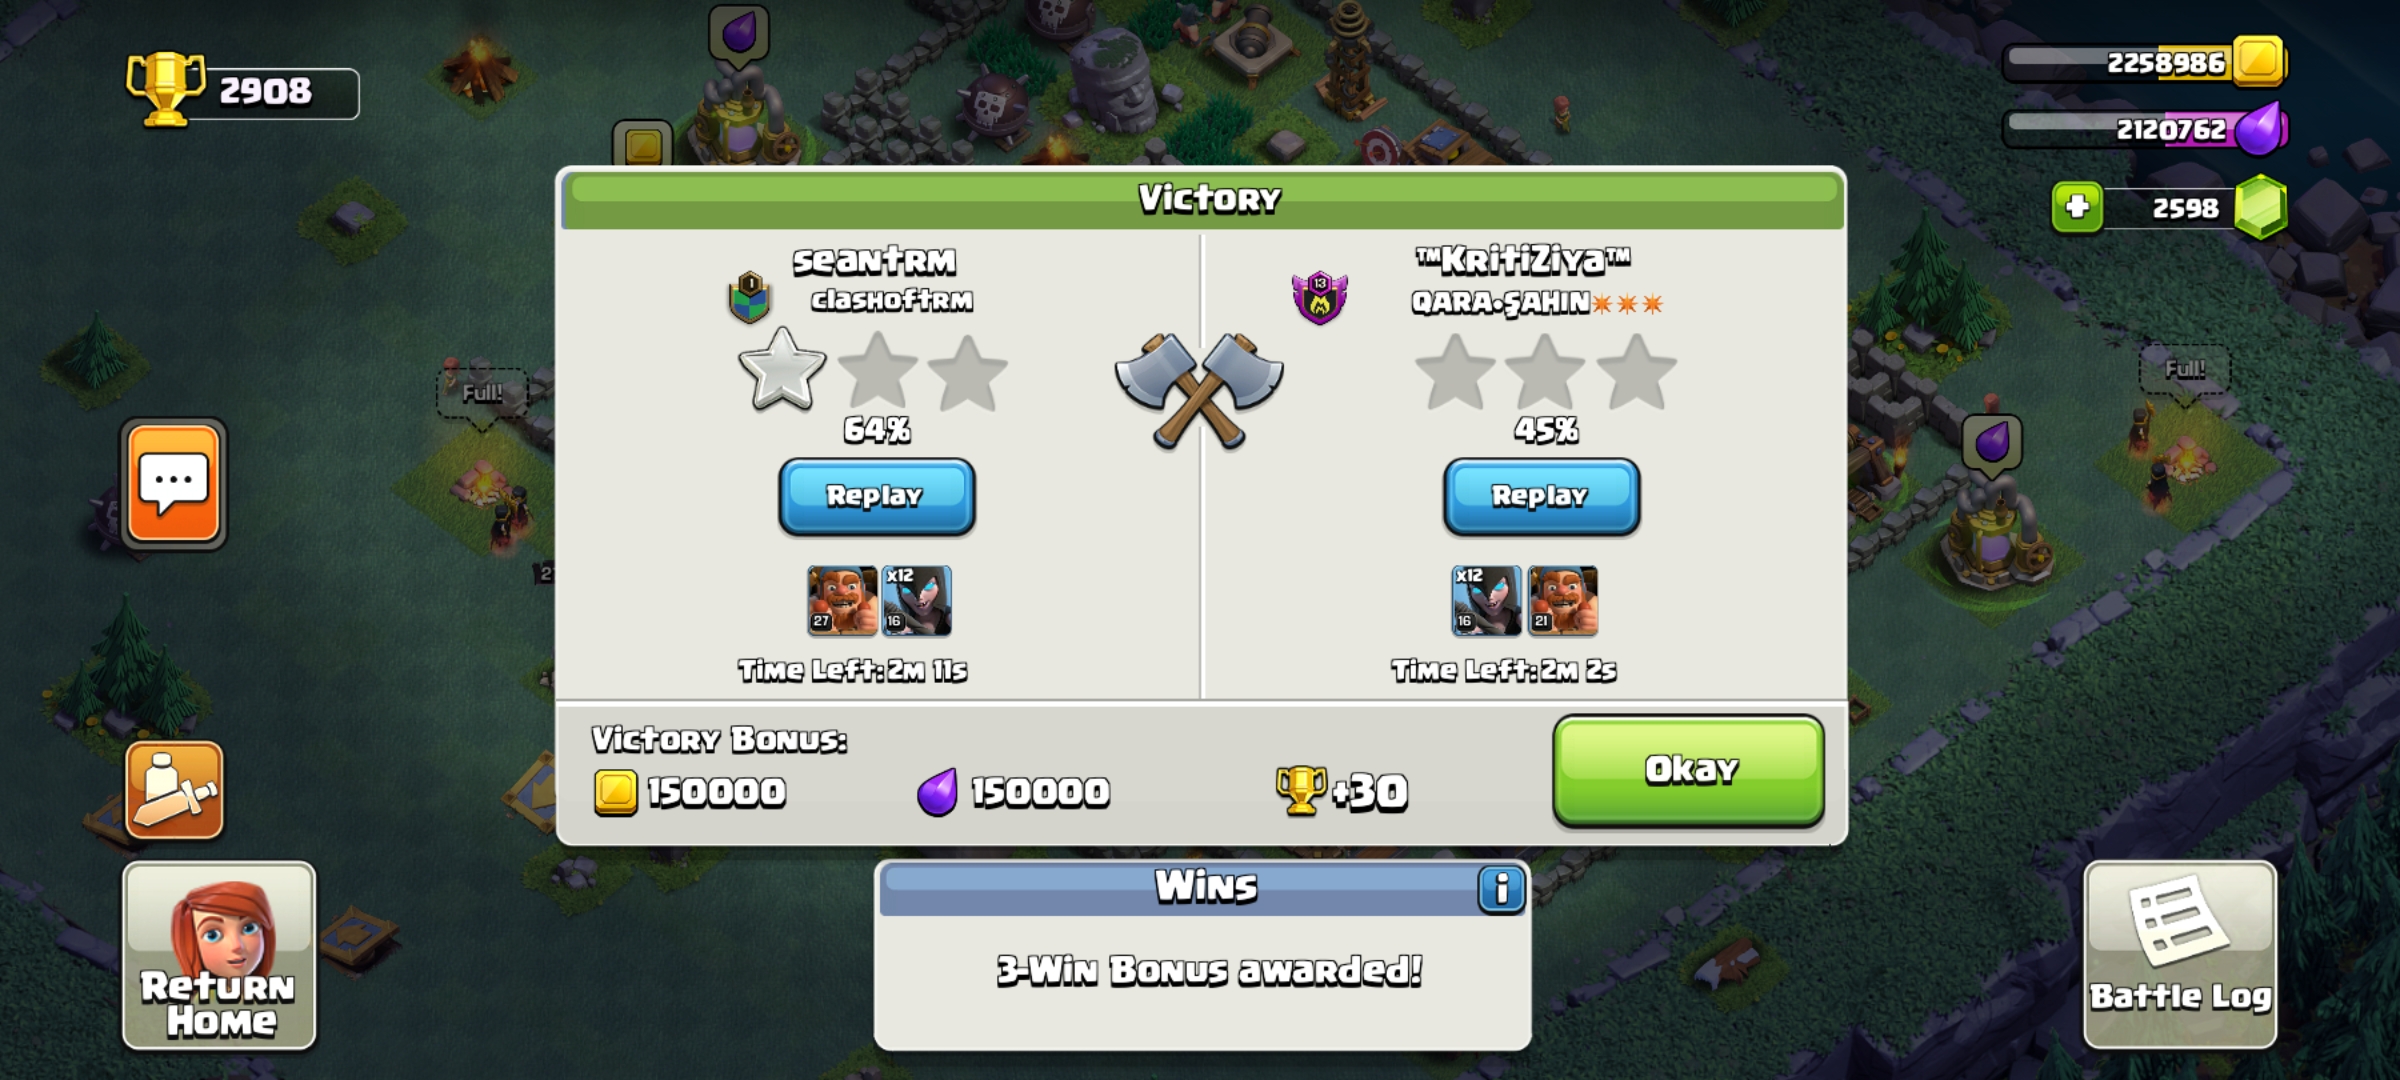 2908
2258986
2120762
2598
Victory
seantrm
clashoftrm
1
64%
Replay
27
x12
16
Time Left:2m 11s
™KritiZiya™
QARA•ŞAHIN
13
45%
Replay
x12
16
21
Time Left:2m 2s
Full!
Full!
Victory Bonus:
150000
150000
+30
Okay
Wins
i
3-Win Bonus awarded!
Return
Home
Battle Log